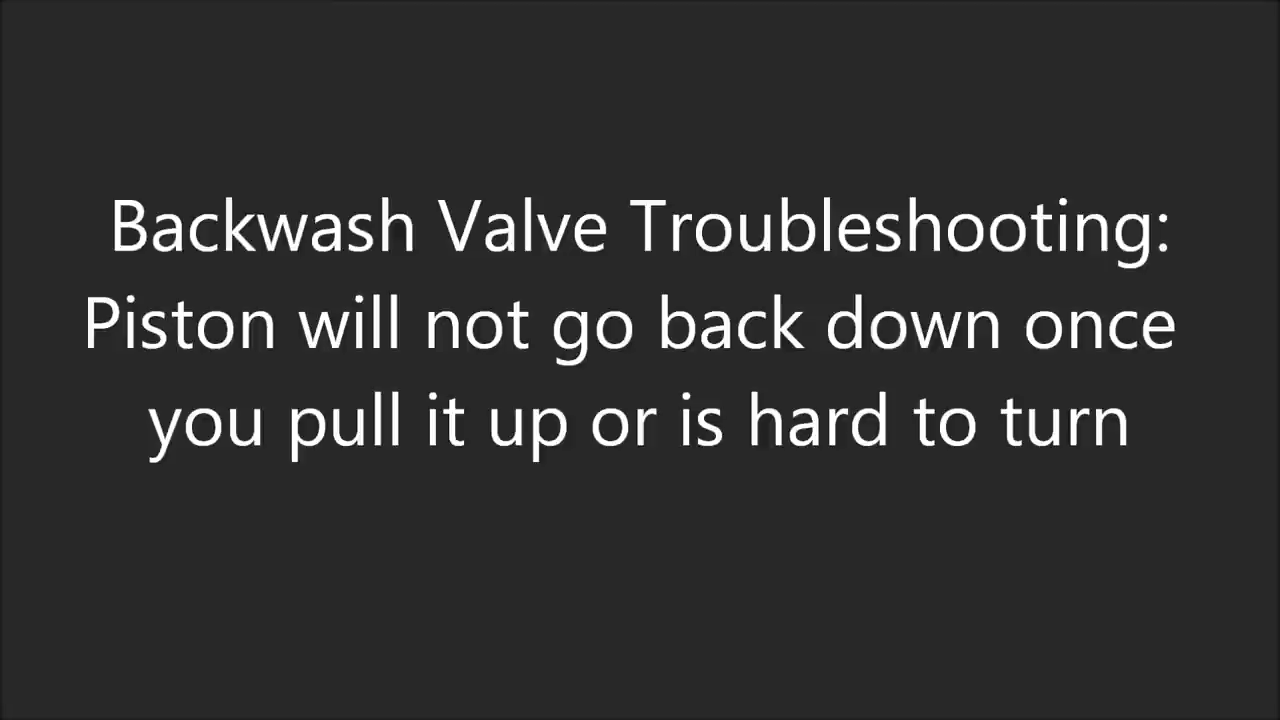 Backwash Valve Troubleshooting:
Piston will not go back down once
you pull it up or is hard to turn